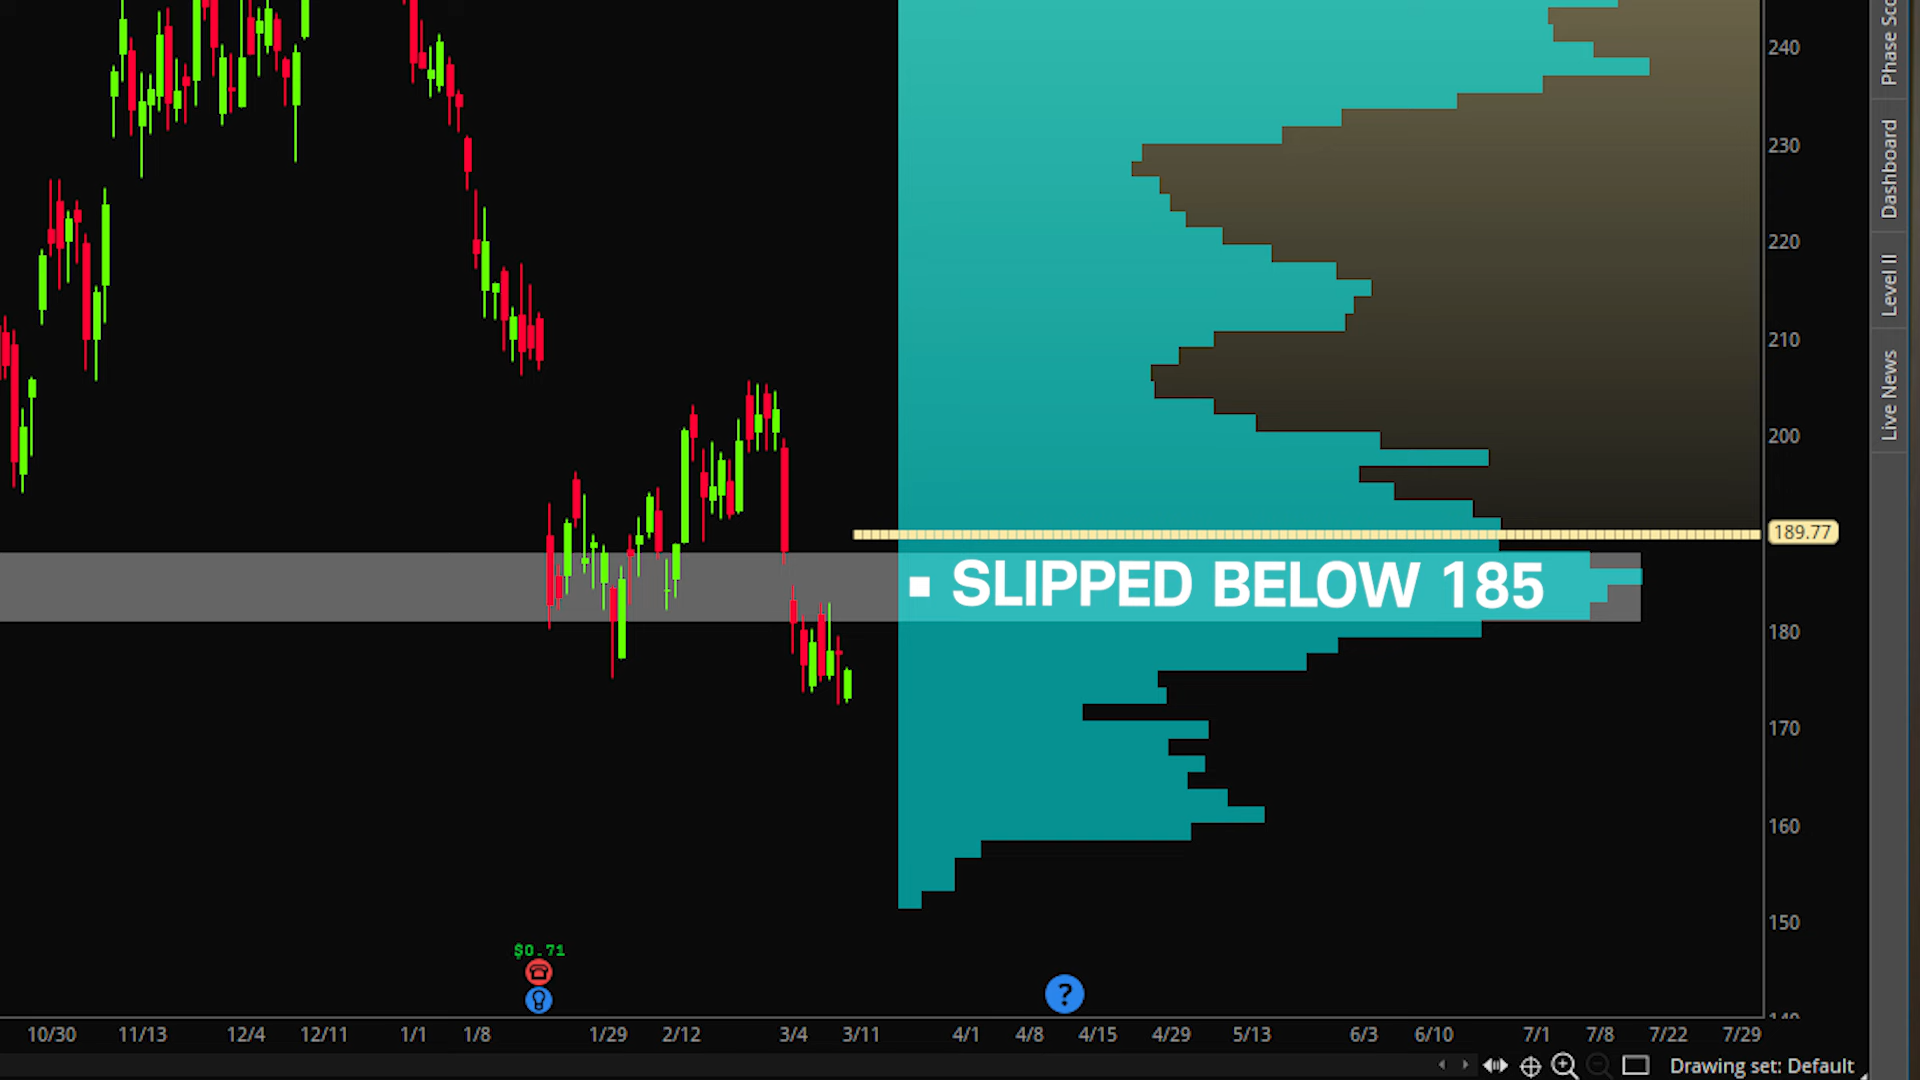 Phase Sco
240
230
Dashboard
220
Level II
210
Live News
200
189.77
▪ SLIPPED BELOW 185
180
170
160
150
$0.71
?
10/30 11/13 12/4 12/11 1/1 1/8 1/29 2/12 3/4 3/11 4/1 4/8 4/15 4/29 5/13 6/3 6/10 7/1 7/8 7/22 7/29
Drawing set: Default